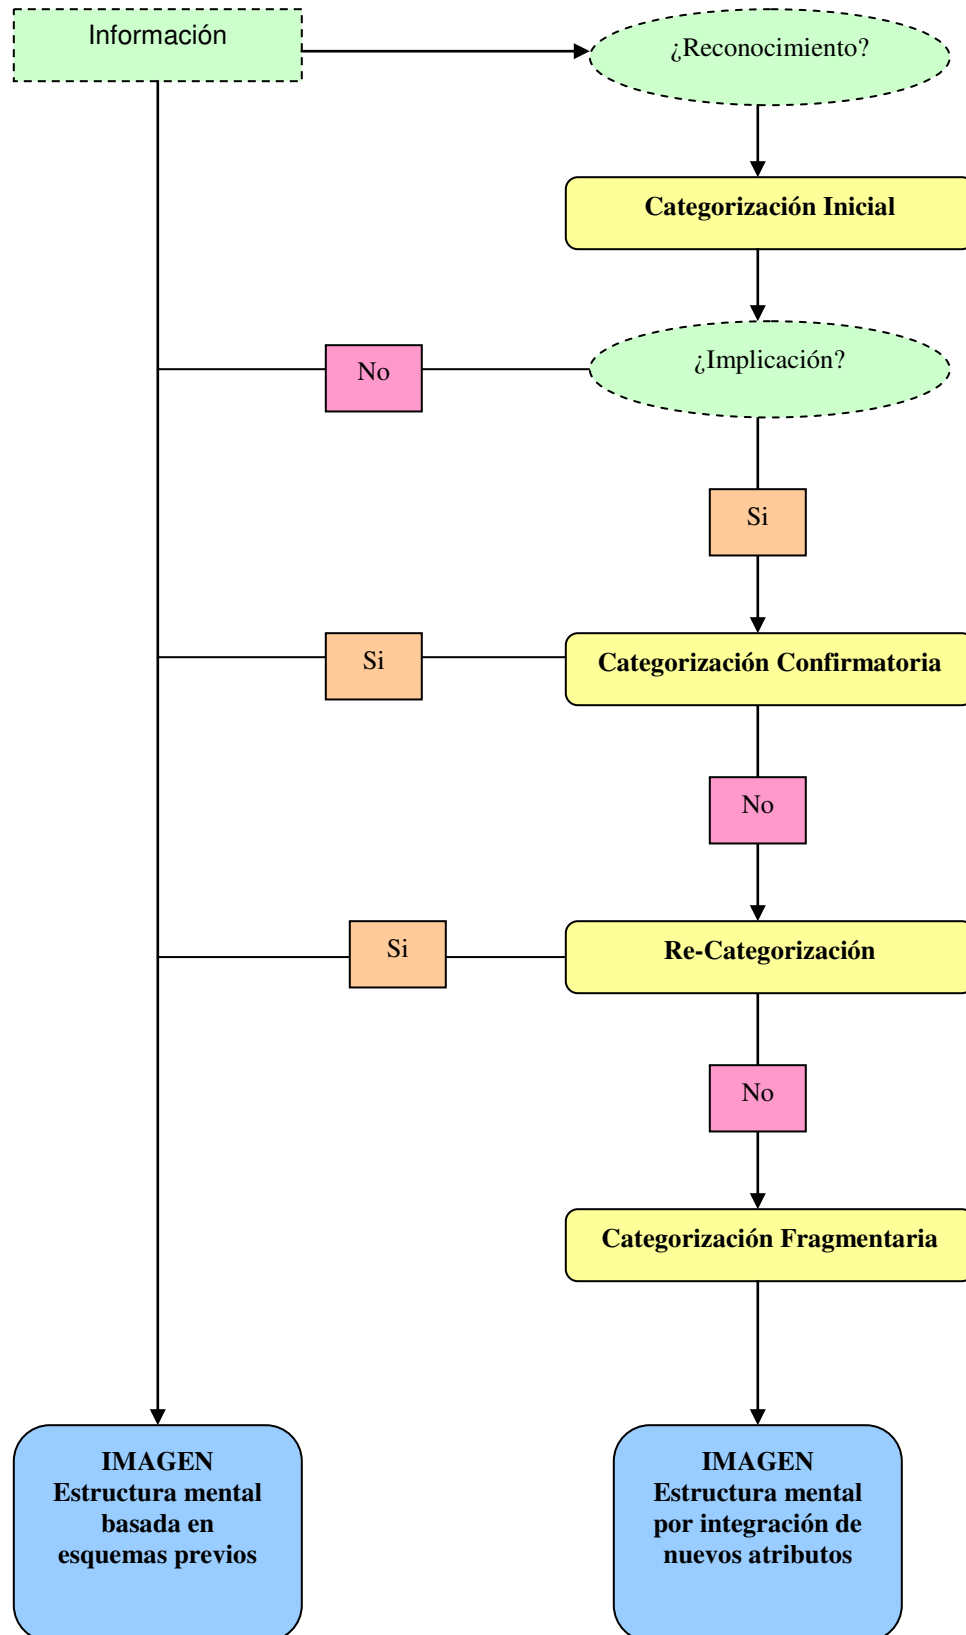 Información
¿Reconocimiento?
Categorización Inicial
¿Implicación?
No
Si
Si
Categorización Confirmatoria
No
Si
Re-Categorización
No
Categorización Fragmentaria
IMAGEN
Estructura mental
basada en
esquemas previos
IMAGEN
Estructura mental
por integración de
nuevos atributos